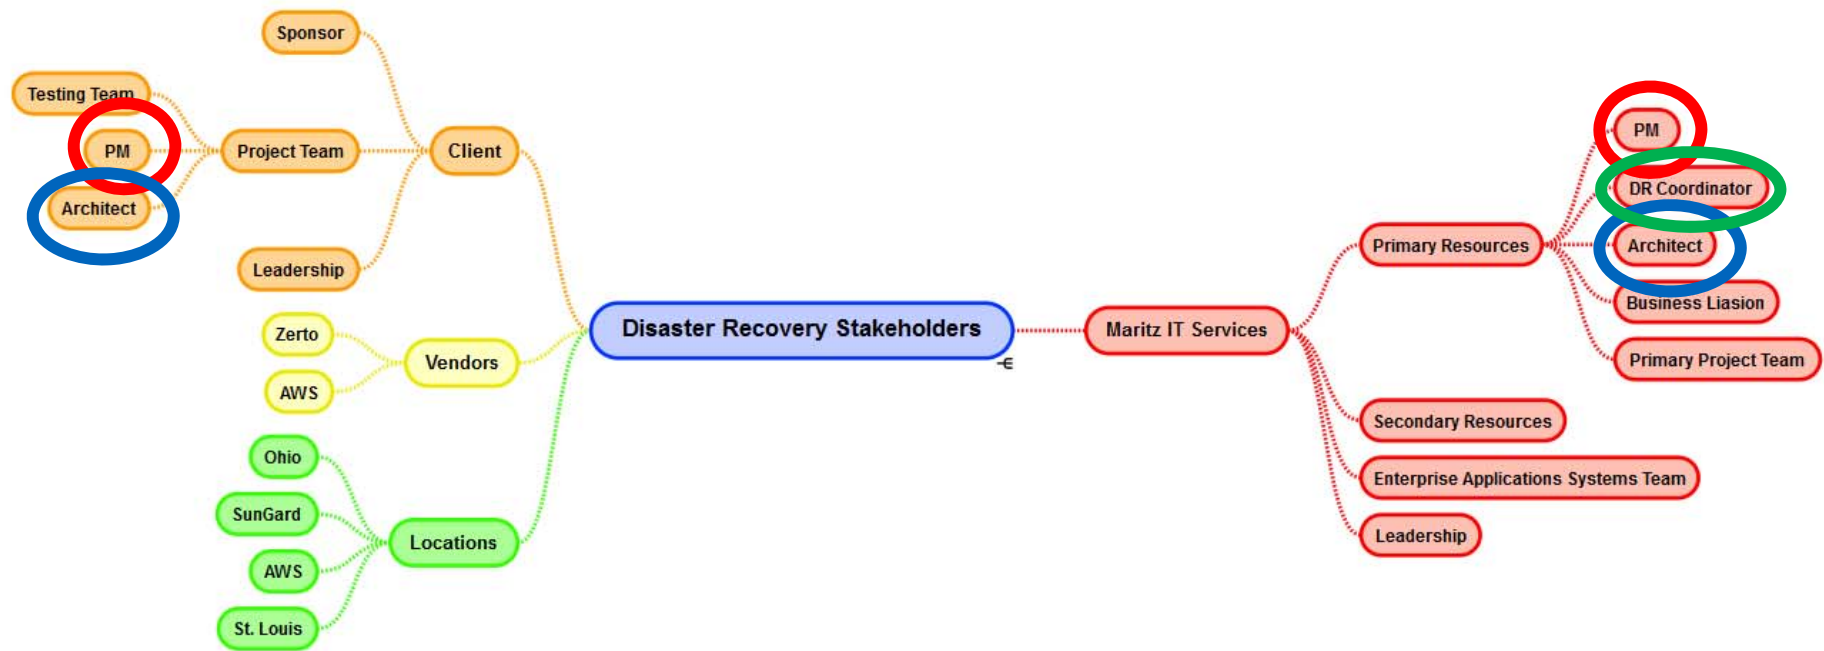 Sponsor
Testing Team
PM
Architect
Project Team
Client
Leadership
Zerto
AWS
Vendors
Ohio
SunGard
AWS
St. Louis
Locations
Disaster Recovery Stakeholders
Maritz IT Services
Primary Resources
PM
DR Coordinator
Architect
Business Liasion
Primary Project Team
Secondary Resources
Enterprise Applications Systems Team
Leadership